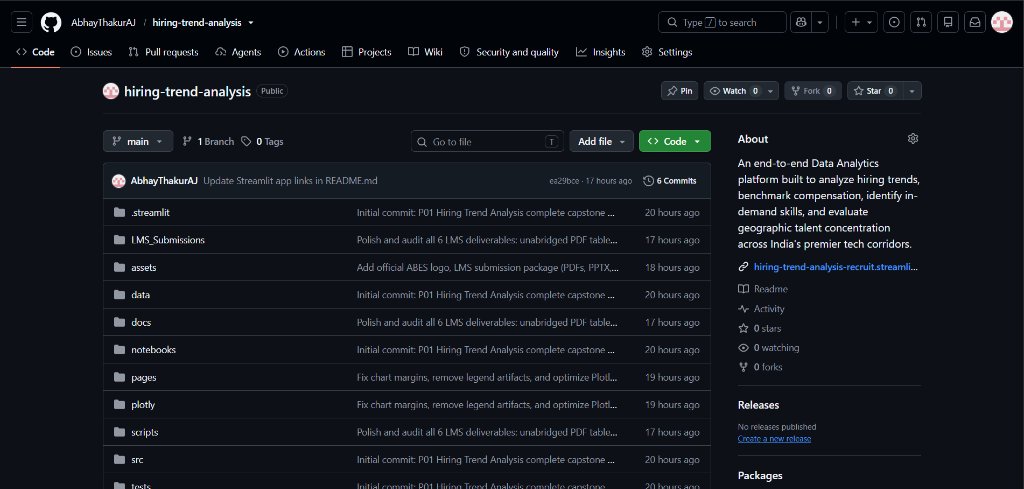 AbhayThakurAJ / hiring-trend-analysis
Type / to search
Code Issues Pull requests Agents Actions Projects Wiki Security and quality Insights Settings
hiring-trend-analysis Public
Pin Watch 0 Fork 0 Star 0
main 1 Branch 0 Tags Go to file T Add file Code
AbhayThakurAJ Update Streamlit app links in README.md ea29bce · 17 hours ago 6 Commits
.streamlit Initial commit: P01 Hiring Trend Analysis complete capstone ... 20 hours ago
LMS_Submissions Polish and audit all 6 LMS deliverables: unabridged PDF table... 17 hours ago
assets Add official ABES logo, LMS submission package (PDFs, PPTX,... 18 hours ago
data Initial commit: P01 Hiring Trend Analysis complete capstone ... 20 hours ago
docs Polish and audit all 6 LMS deliverables: unabridged PDF table... 17 hours ago
notebooks Initial commit: P01 Hiring Trend Analysis complete capstone ... 20 hours ago
pages Fix chart margins, remove legend artifacts, and optimize Plotl... 19 hours ago
plotly Fix chart margins, remove legend artifacts, and optimize Plotl... 19 hours ago
scripts Polish and audit all 6 LMS deliverables: unabridged PDF table... 17 hours ago
src Initial commit: P01 Hiring Trend Analysis complete capstone ... 20 hours ago
tests Initial commit: P01 Hiring Trend Analysis complete capstone ... 20 hours ago
About
An end-to-end Data Analytics
platform built to analyze hiring trends,
benchmark compensation, identify in-
demand skills, and evaluate
geographic talent concentration
across India's premier tech corridors.
hiring-trend-analysis-recruit.streamli...
Readme
Activity
0 stars
0 watching
0 forks
Releases
No releases published
Create a new release
Packages